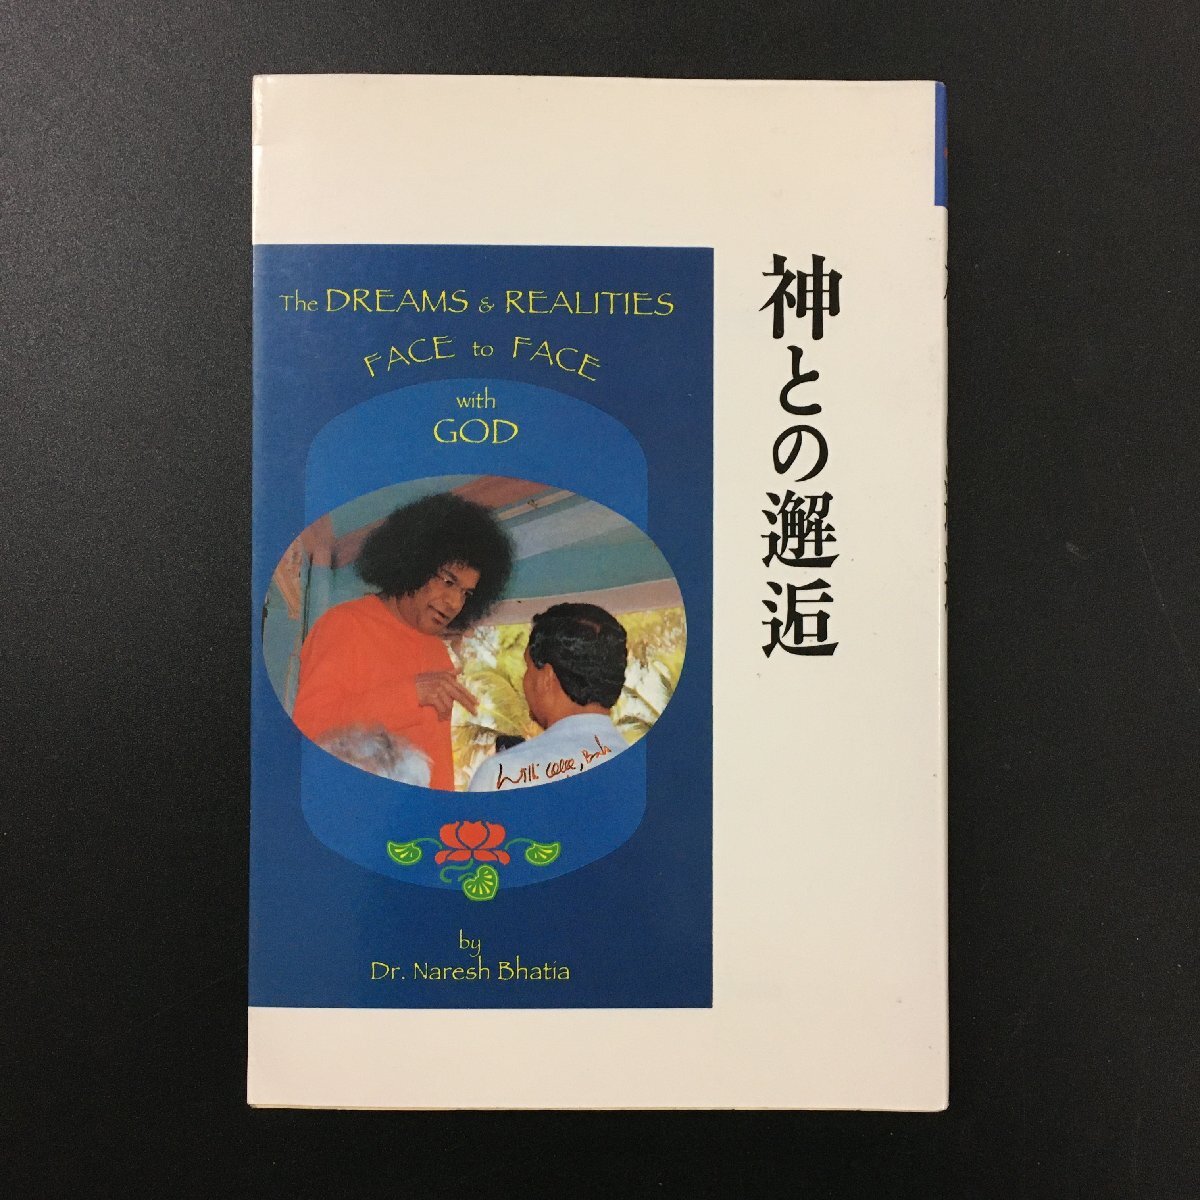 神との邂逅
The DREAMS & REALITIES
FACE to FACE
with
GOD
by
Dr. Naresh Bhatia